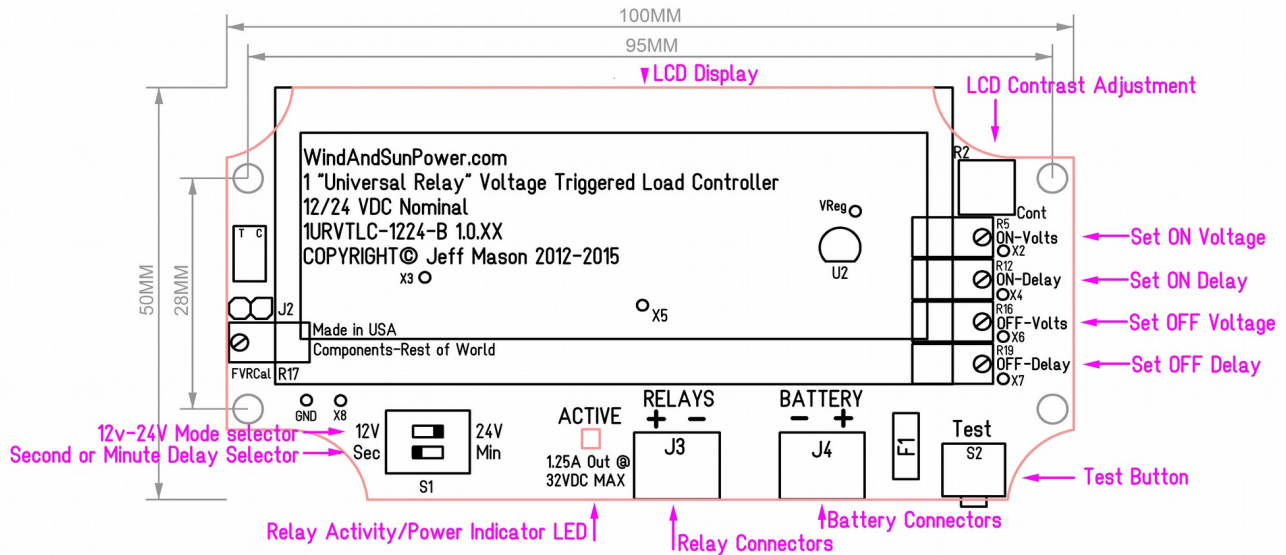 100MM
95MM
LCD Display
LCD Contrast Adjustment
R2
WindAndSunPower.com
1 "Universal Relay" Voltage Triggered Load Controller
12/24 VDC Nominal
1URVTLC-1224-B 1.0.XX
COPYRIGHT© Jeff Mason 2012-2015
VReg
Cont
R5
ON-Volts
X2
Set ON Voltage
T C
U2
X3
R12
ON-Delay
X4
Set ON Delay
50MM
28MM
J2
X5
R16
OFF-Volts
X6
Set OFF Voltage
Made in USA
Components-Rest of World
FVRCal
R17
R19
OFF-Delay
X7
Set OFF Delay
GND
X8
RELAYS
+ -
BATTERY
- +
ACTIVE
12v-24V Mode selector
12V
24V
Second or Minute Delay Selector
Sec
Min
S1
1.25A Out @
32VDC MAX
J3
J4
F1
Test
S2
Test Button
Relay Activity/Power Indicator LED
Relay Connectors
Battery Connectors